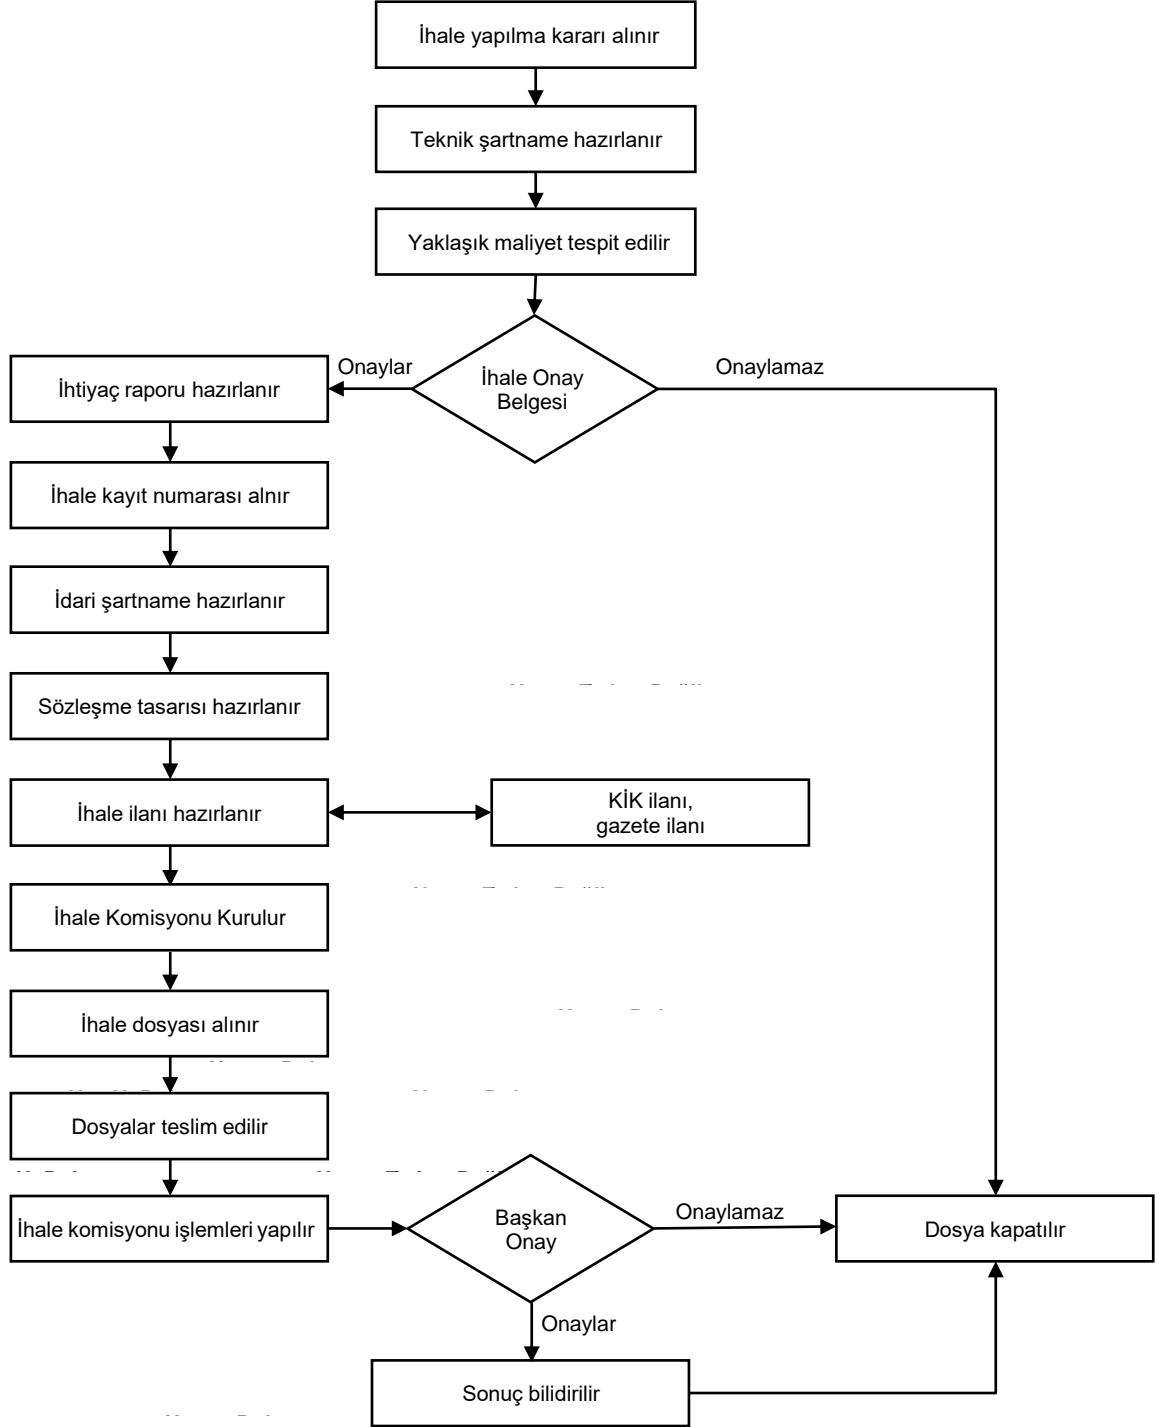 İhale yapılma kararı alınır
Teknik şartname hazırlanır
Yaklaşık maliyet tespit edilir
Onaylar
Onaylamaz
İhale Onay
Belgesi
İhtiyaç raporu hazırlanır
İhale kayıt numarası alnır
İdari şartname hazırlanır
Sözleşme tasarısı hazırlanır
İhale ilanı hazırlanır
KİK ilanı,
gazete ilanı
İhale Komisyonu Kurulur
İhale dosyası alınır
Dosyalar teslim edilir
İhale komisyonu işlemleri yapılır
Başkan
Onay
Onaylamaz
Dosya kapatılır
Onaylar
Sonuç bilidirilir